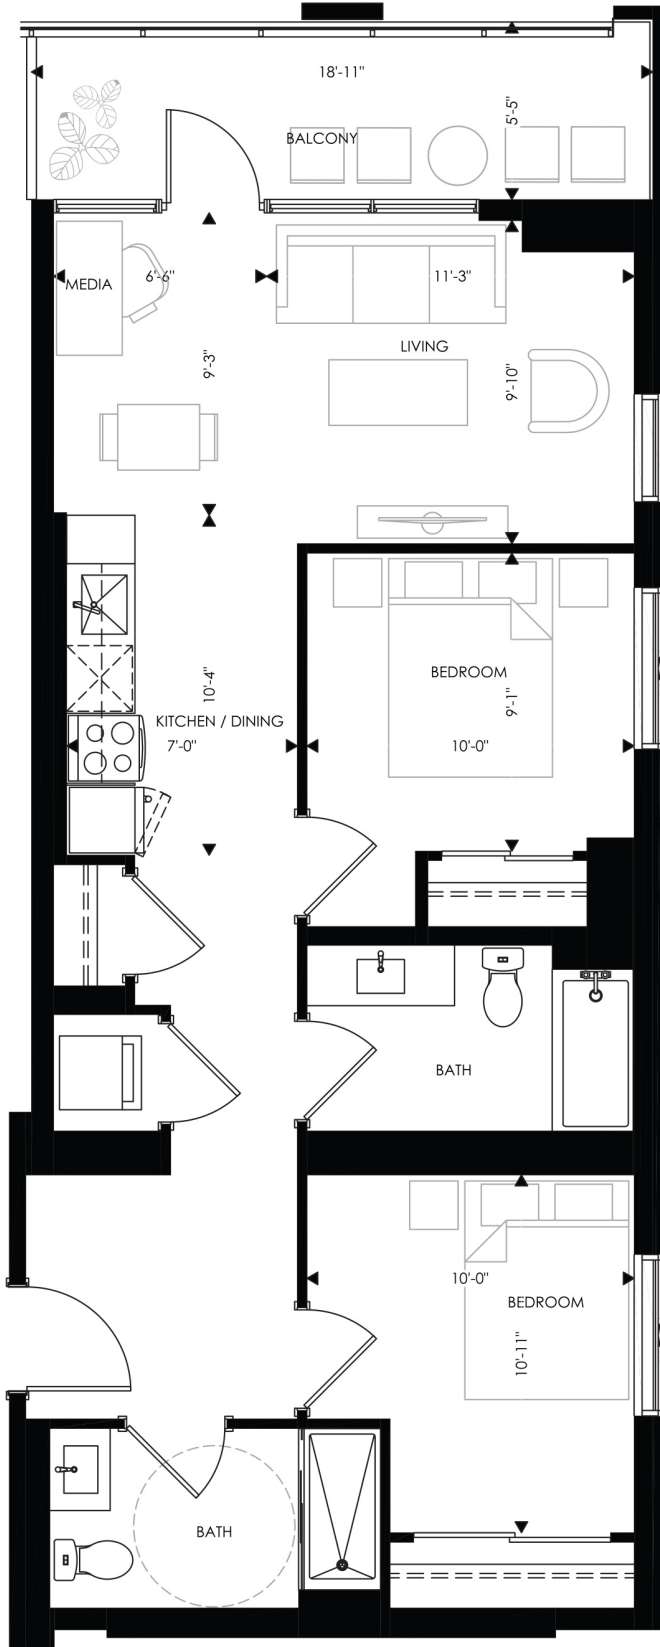 18'-11"
5'-5"
BALCONY
MEDIA
6'-6"
11'-3"
LIVING
9'-3"
9'-10"
BEDROOM
9'-1"
10'-4"
KITCHEN / DINING
7'-0"
10'-0"
BATH
10'-0"
BEDROOM
10'-11"
BATH